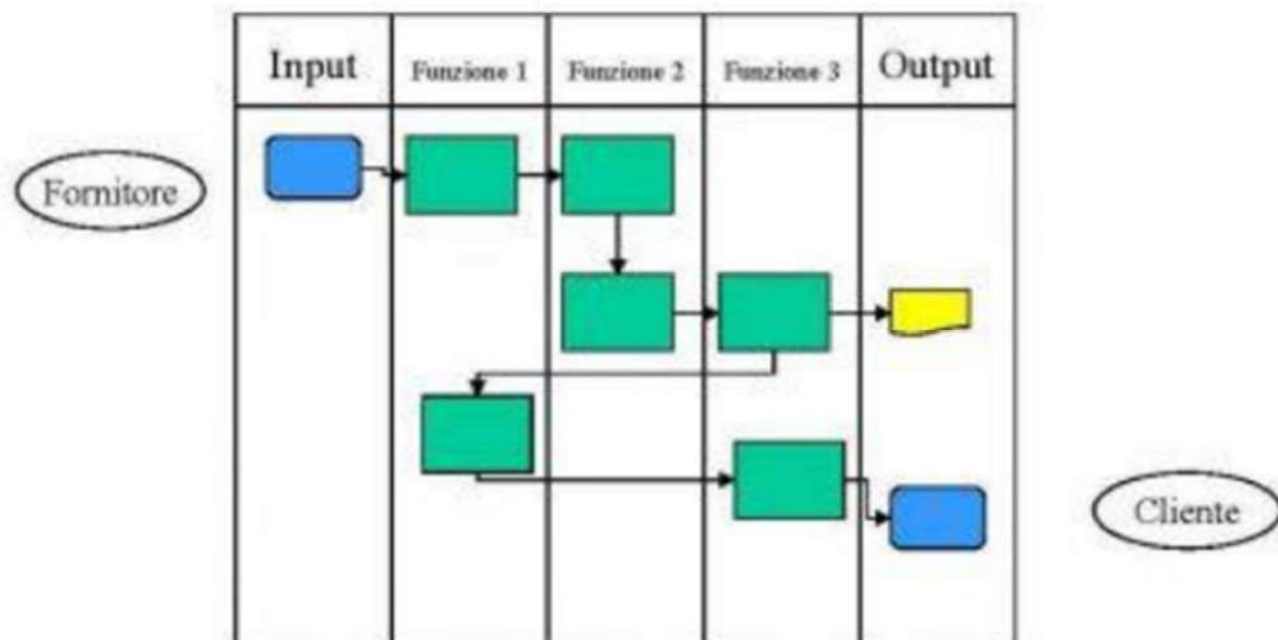 Input
Funzione 1
Funzione 2
Funzione 3
Output
Fornitore
Cliente